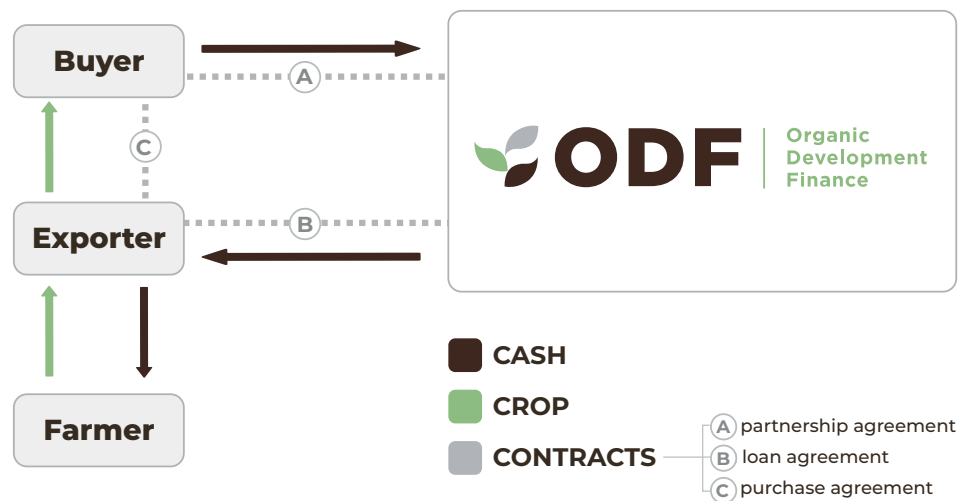 Buyer
A
C
ODF
Organic
Development
Finance
Exporter
B
Farmer
CASH
CROP
CONTRACTS
A partnership agreement
B loan agreement
C purchase agreement